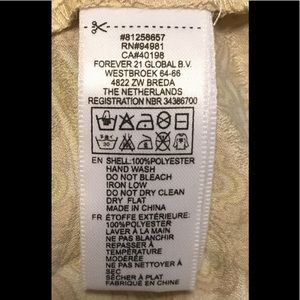 #81258657
RN#94981
CA#40198
FOREVER 21 GLOBAL B.V.
WESTBROEK 64-66
4822 ZW BREDA
THE NETHERLANDS
REGISTRATION NBR 34386700
EN SHELL:100%POLYESTER
HAND WASH
DO NOT BLEACH
IRON LOW
DO NOT DRY CLEAN
DRY FLAT
MADE IN CHINA
FR ÉTOFFE EXTÉRIEURE:
100%POLYESTER
LAVER À LA MAIN
NE PAS BLANCHIR
REPASSER À
TEMPÉRATURE
MODÉRÉE
NE PAS NETTOYER À
SEC
SÉCHER À PLAT
FABRIQUÉ EN CHINE